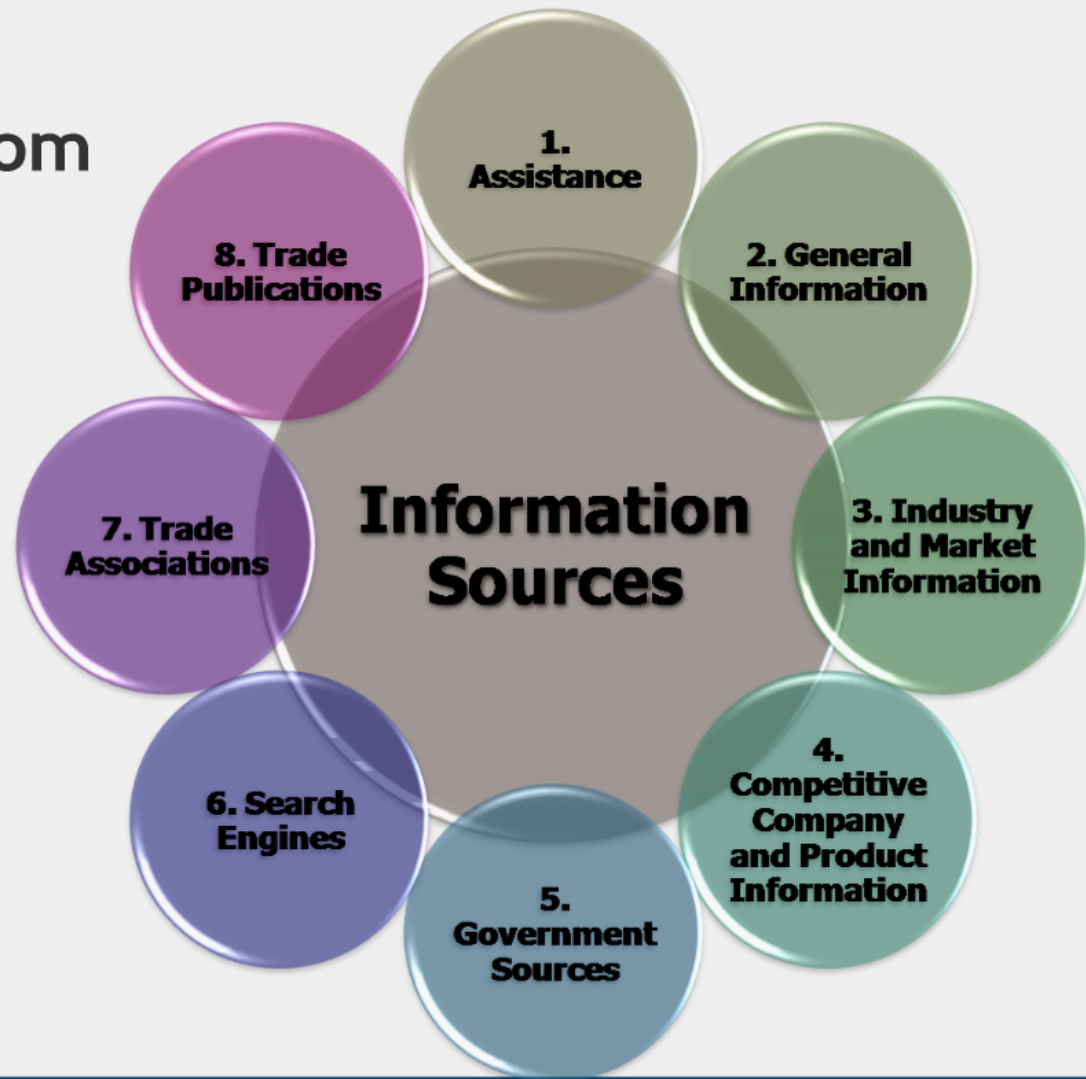 om
1.
Assistance
2. General
Information
3. Industry
and Market
Information
4.
Competitive
Company
and Product
Information
5.
Government
Sources
6. Search
Engines
7. Trade
Associations
8. Trade
Publications
Information
Sources